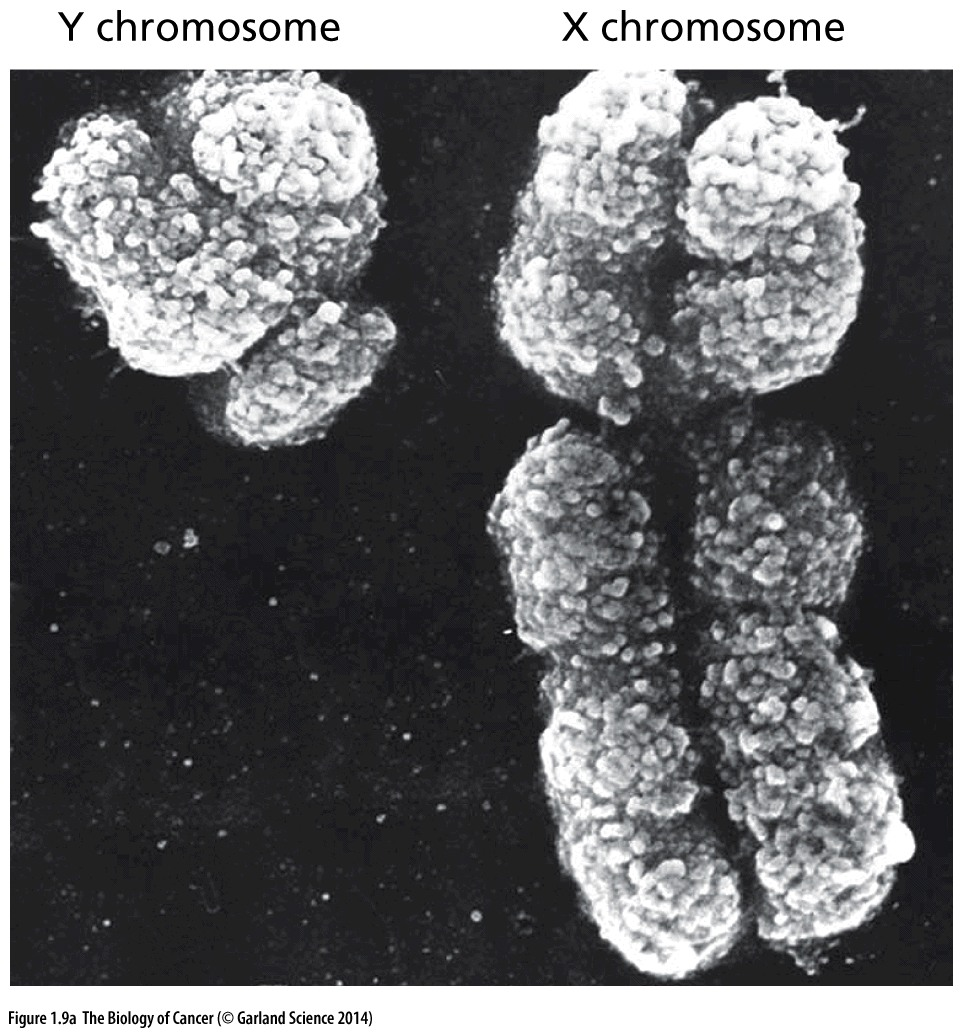 Y chromosome
X chromosome
Figure 1.9a The Biology of Cancer (© Garland Science 2014)